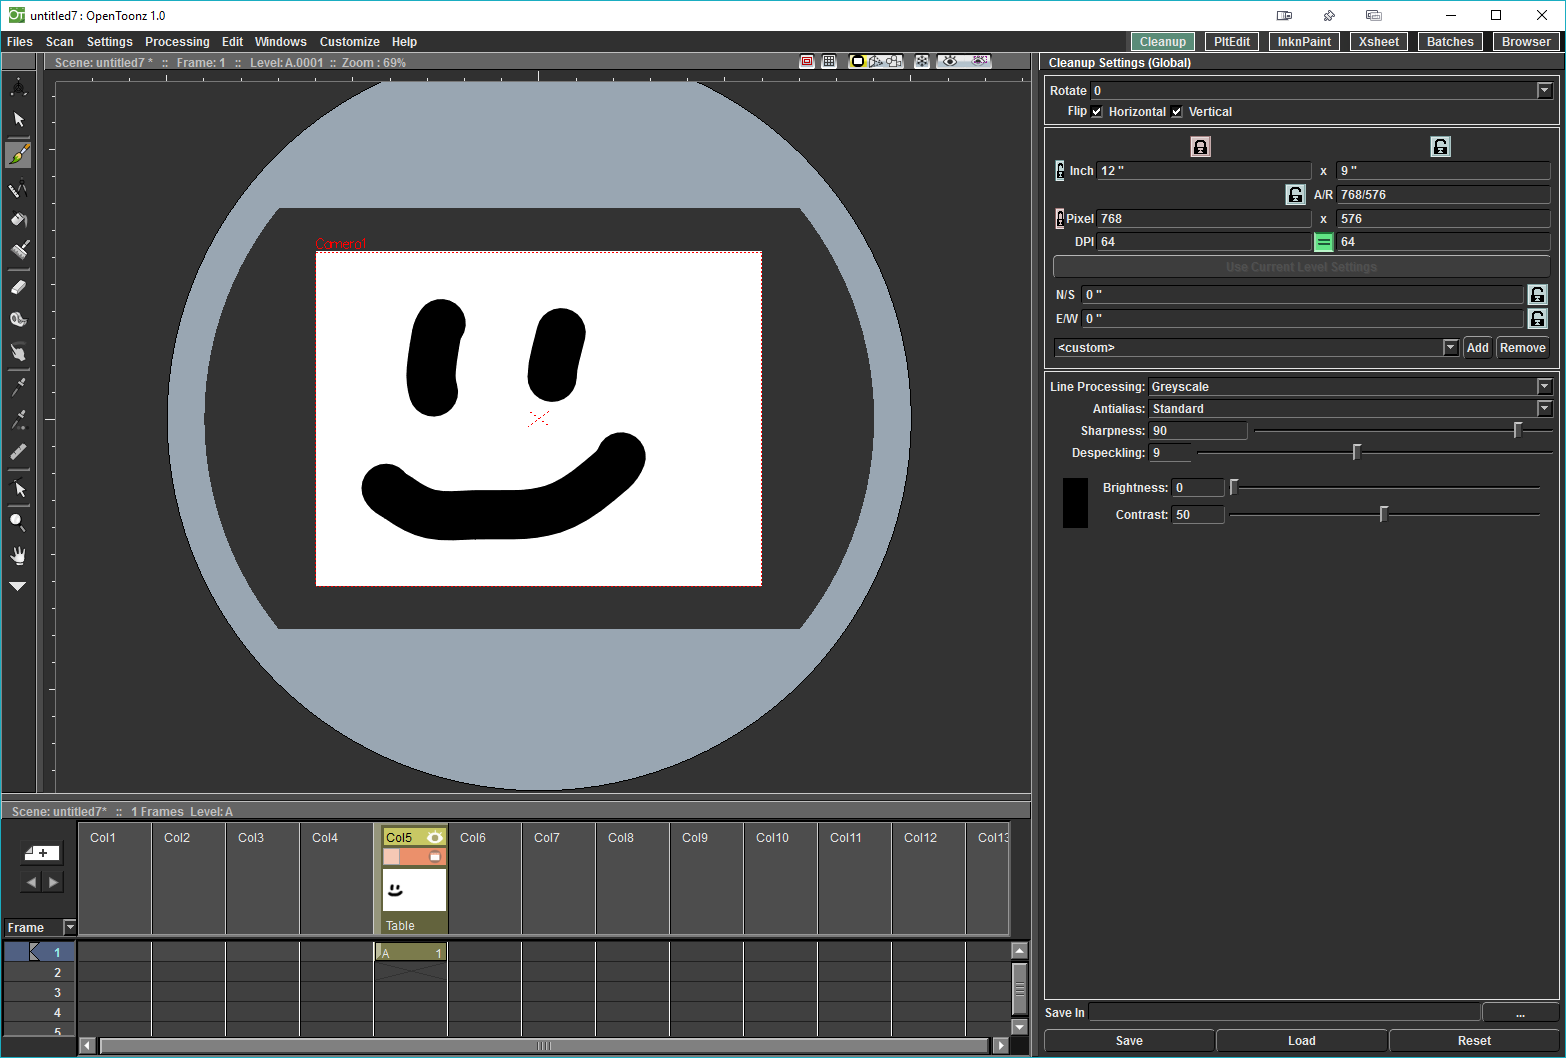 untitled7 : OpenToonz 1.0
Files Scan Settings Processing Edit Windows Customize Help
Cleanup PltEdit InknPaint Xsheet Batches Browser
Scene: untitled7 * :: Frame: 1 :: Level: A.0001 :: Zoom : 69%
Camera1
Cleanup Settings (Global)
Rotate 0
Flip Horizontal Vertical
Inch 12 " x 9 "
A/R 768/576
Pixel 768 x 576
DPI 64 64
Use Current Level Settings
N/S 0 "
E/W 0 "
<custom> Add Remove
Line Processing: Greyscale
Antialias: Standard
Sharpness: 90
Despeckling: 9
Brightness: 0
Contrast: 50
Save In ...
Save Load Reset
Scene: untitled7* :: 1 Frames Level: A
Col1 Col2 Col3 Col4 Col5 Col6 Col7 Col8 Col9 Col10 Col11 Col12 Col13
Table
Frame
1 A 1
2
3
4
5